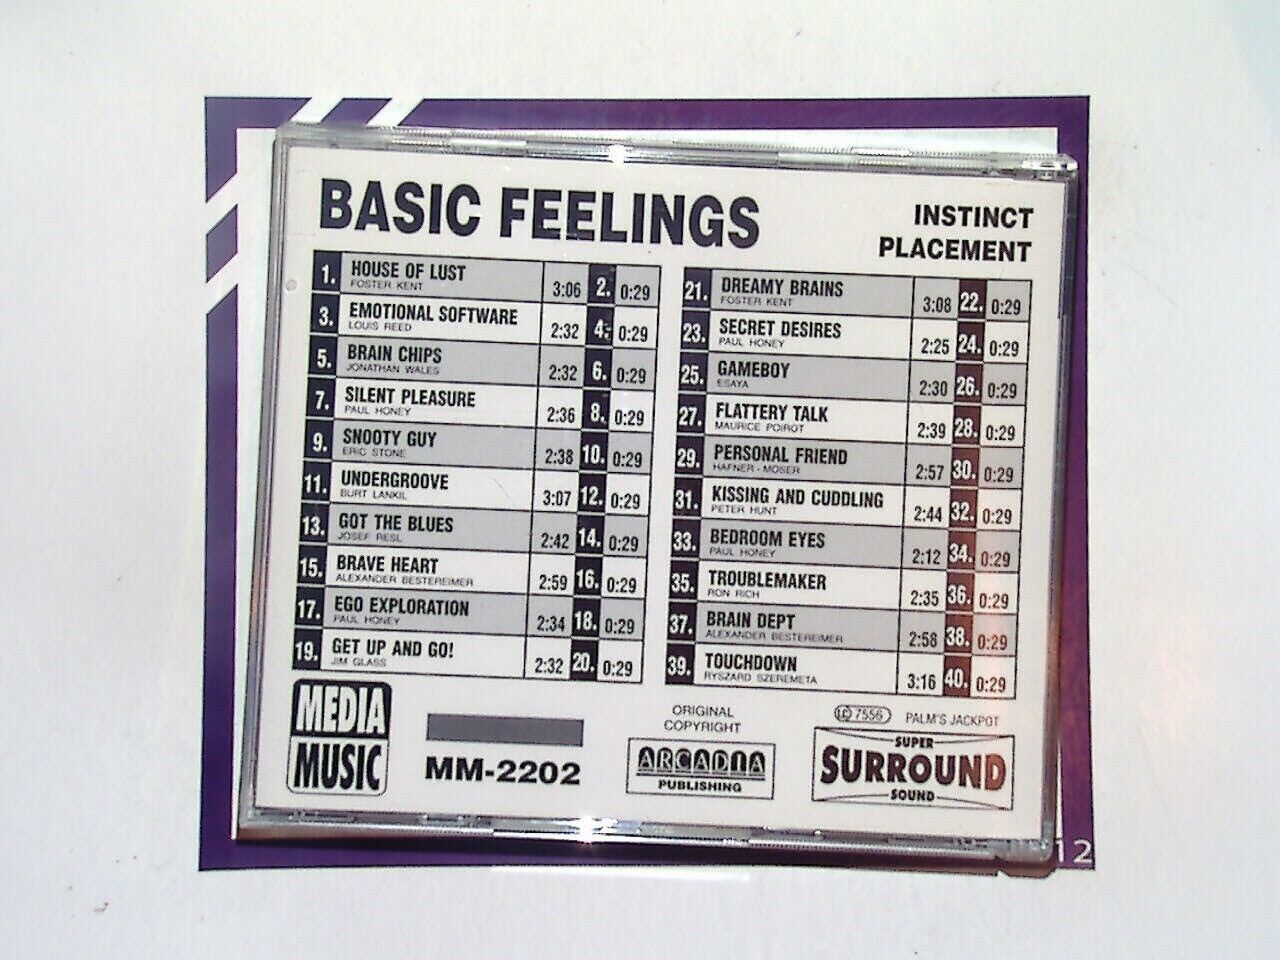 BASIC FEELINGS
INSTINCT
PLACEMENT
1. HOUSE OF LUST 3:06 2. 0:29
FOSTER KENT
3. EMOTIONAL SOFTWARE 2:32 4. 0:29
LOUIS REED
5. BRAIN CHIPS 2:32 6. 0:29
JONATHAN WALES
7. SILENT PLEASURE 2:36 8. 0:29
PAUL HONEY
9. SNOOTY GUY 2:38 10. 0:29
ERIC STONE
11. UNDERGROOVE 3:07 12. 0:29
BURT LANKIL
13. GOT THE BLUES 2:42 14. 0:29
JOSEF RESL
15. BRAVE HEART 2:59 16. 0:29
ALEXANDER BESTEREIMER
17. EGO EXPLORATION 2:34 18. 0:29
PAUL HONEY
19. GET UP AND GO! 2:32 20. 0:29
JIM GLASS
21. DREAMY BRAINS 3:08 22. 0:29
FOSTER KENT
23. SECRET DESIRES 2:25 24. 0:29
PAUL HONEY
25. GAMEBOY 2:30 26. 0:29
ESAYA
27. FLATTERY TALK 2:39 28. 0:29
MAURICE POIROT
29. PERSONAL FRIEND 2:57 30. 0:29
HAFNER - MOSER
31. KISSING AND CUDDLING 2:44 32. 0:29
PETER HUNT
33. BEDROOM EYES 2:12 34. 0:29
PAUL HONEY
35. TROUBLEMAKER 2:35 36. 0:29
RON RICH
37. BRAIN DEPT 2:58 38. 0:29
ALEXANDER BESTEREIMER
39. TOUCHDOWN 3:16 40. 0:29
RYSZARD SZEREMETA
MEDIA
MUSIC
MM-2202
ORIGINAL
COPYRIGHT
ARCADIA
PUBLISHING
LC 7556 PALM'S JACKPOT
SUPER
SURROUND
SOUND
12